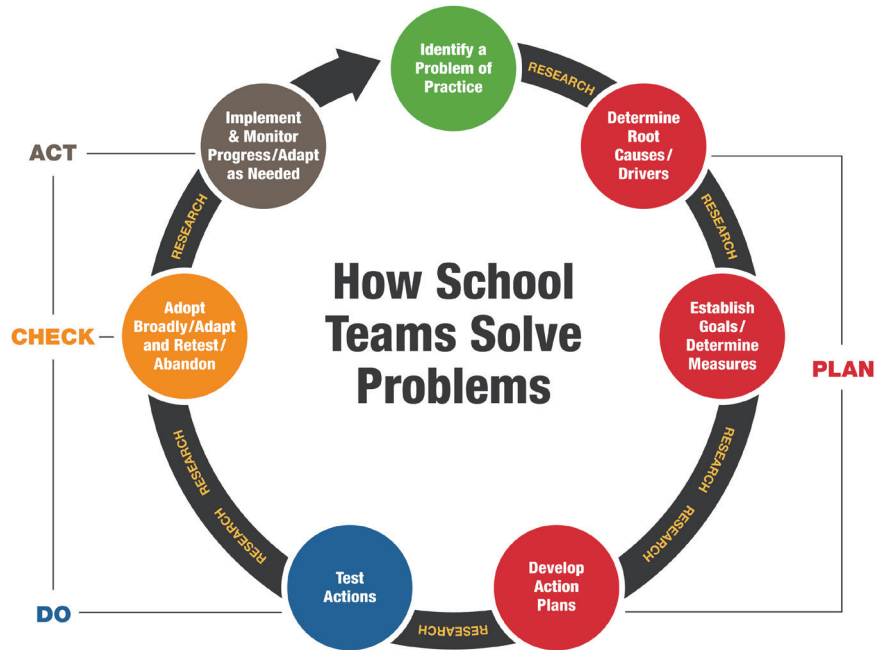 Identify a
Problem of
Practice
RESEARCH
Determine
Root
Causes/
Drivers
RESEARCH
Establish
Goals/
Determine
Measures
PLAN
RESEARCH
RESEARCH
Develop
Action
Plans
RESEARCH
Test
Actions
DO
RESEARCH
RESEARCH
Adopt
Broadly/Adapt
and Retest/
Abandon
CHECK
RESEARCH
Implement
& Monitor
Progress/Adapt
as Needed
ACT
How School
Teams Solve
Problems